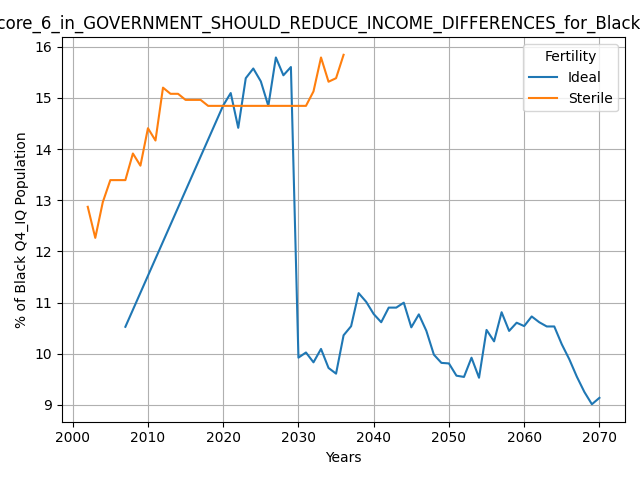 core_6_in_GOVERNMENT_SHOULD_REDUCE_INCOME_DIFFERENCES_for_Black
Fertility
Ideal
Sterile
16
15
14
13
12
11
10
9
% of Black Q4_IQ Population
2000
2010
2020
2030
2040
2050
2060
2070
Years